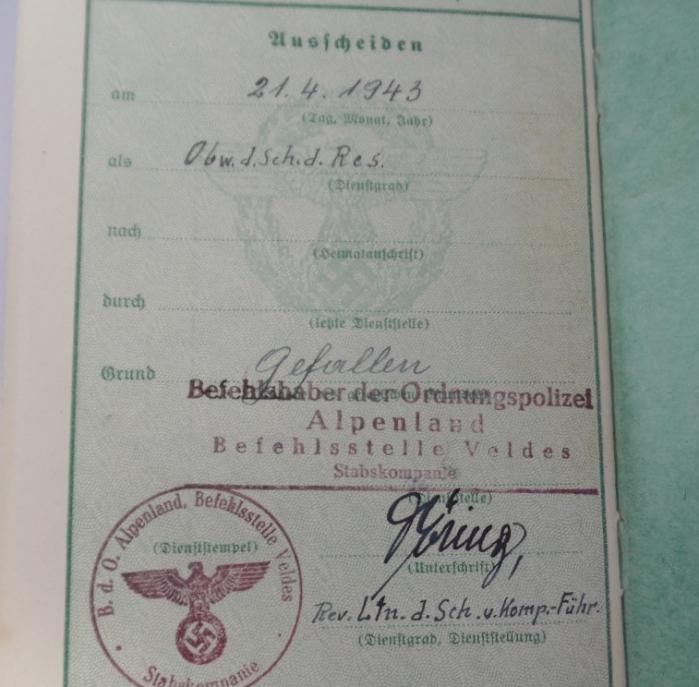 Ausscheiden
am 21. 4. 1943
(Tag, Monat, Jahr)
als Obw. d. Sch. d. Res.
(Dienstgrad)
nach
(Heimatanschrift)
durch
(letzte Dienststelle)
Grund Gefallen
Befehlshaber der Ordnungspolizei
Alpenland
Befehlsstelle Veldes
Stabskompanie
(Dienststelle)
B. d. O. Alpenland, Befehlsstelle Veldes
(Dienststempel)
Stabskompanie
(Unterschrift)
Rev. Ltn. d. Sch. u. Komp.-Führ.
(Dienstgrad, Dienststellung)